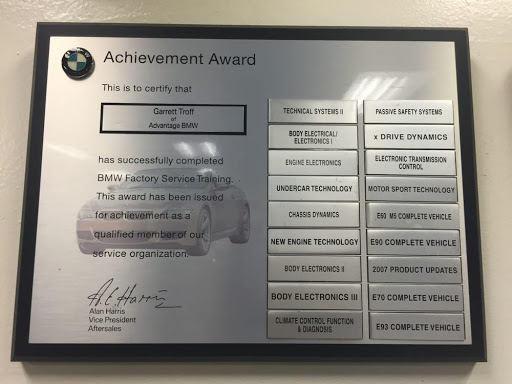 Achievement Award
This is to certify that
Garrett Troff
of
Advantage BMW
has successfully completed
BMW Factory Service Training.
This award has been issued
for achievement as a
qualified member of our
service organization.
A.C. Harris
Alan Harris
Vice President
Aftersales
TECHNICAL SYSTEMS II
BODY ELECTRICAL/
ELECTRONICS I
ENGINE ELECTRONICS
UNDERCAR TECHNOLOGY
CHASSIS DYNAMICS
NEW ENGINE TECHNOLOGY
BODY ELECTRONICS II
BODY ELECTRONICS III
CLIMATE CONTROL FUNCTION
& DIAGNOSIS
PASSIVE SAFETY SYSTEMS
x DRIVE DYNAMICS
ELECTRONIC TRANSMISSION
CONTROL
MOTOR SPORT TECHNOLOGY
E60 M5 COMPLETE VEHICLE
E90 COMPLETE VEHICLE
2007 PRODUCT UPDATES
E70 COMPLETE VEHICLE
E93 COMPLETE VEHICLE